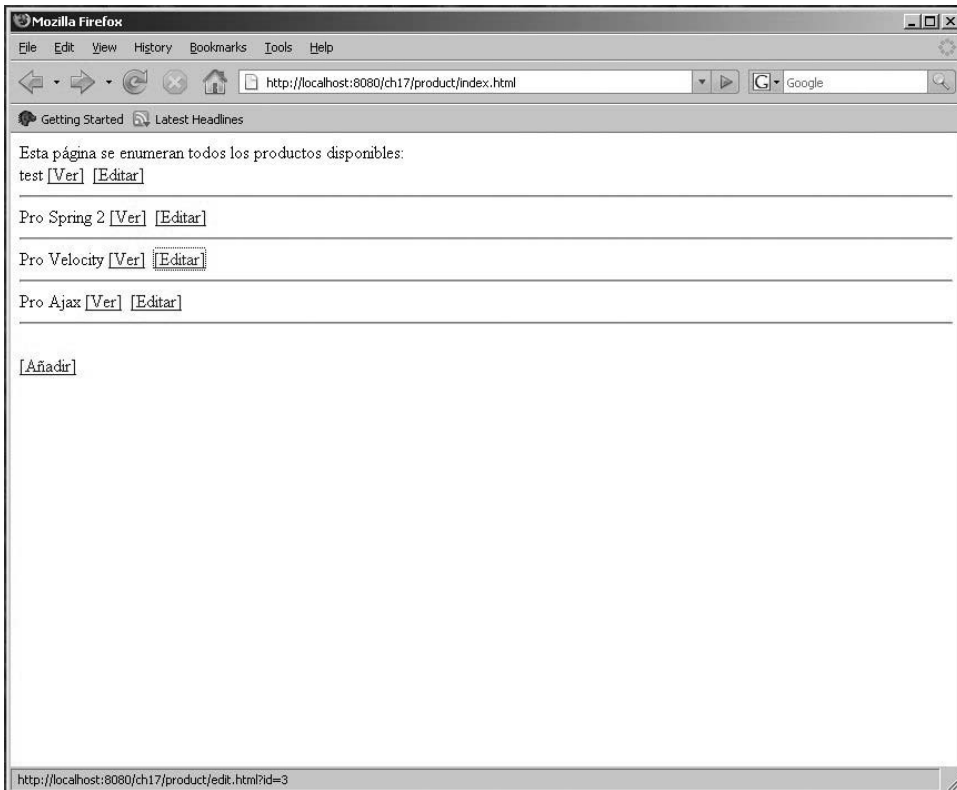 Mozilla Firefox
File Edit View History Bookmarks Tools Help
http://localhost:8080/ch17/product/index.html
G Google
Getting Started Latest Headlines
Esta página se enumeran todos los productos disponibles:
test [Ver] [Editar]
Pro Spring 2 [Ver] [Editar]
Pro Velocity [Ver] [Editar]
Pro Ajax [Ver] [Editar]
[Añadir]
http://localhost:8080/ch17/product/edit.html?id=3